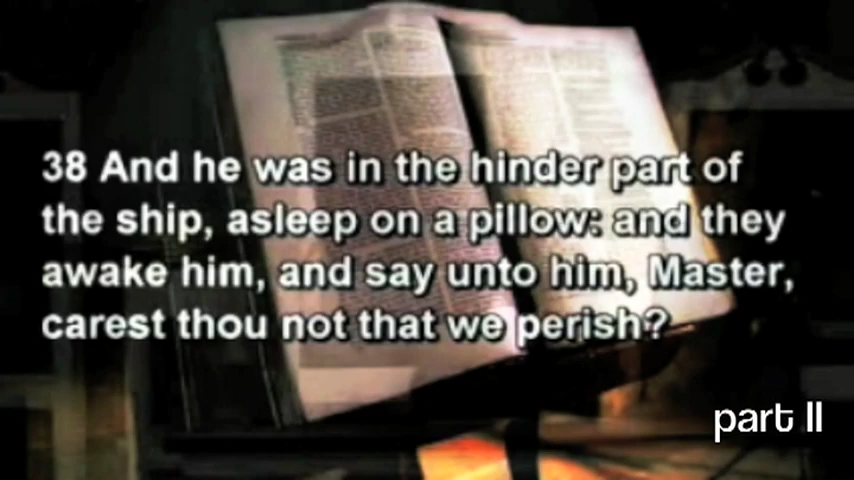 38 And he was in the hinder part of
the ship, asleep on a pillow: and they
awake him, and say unto him, Master,
carest thou not that we perish?
part II